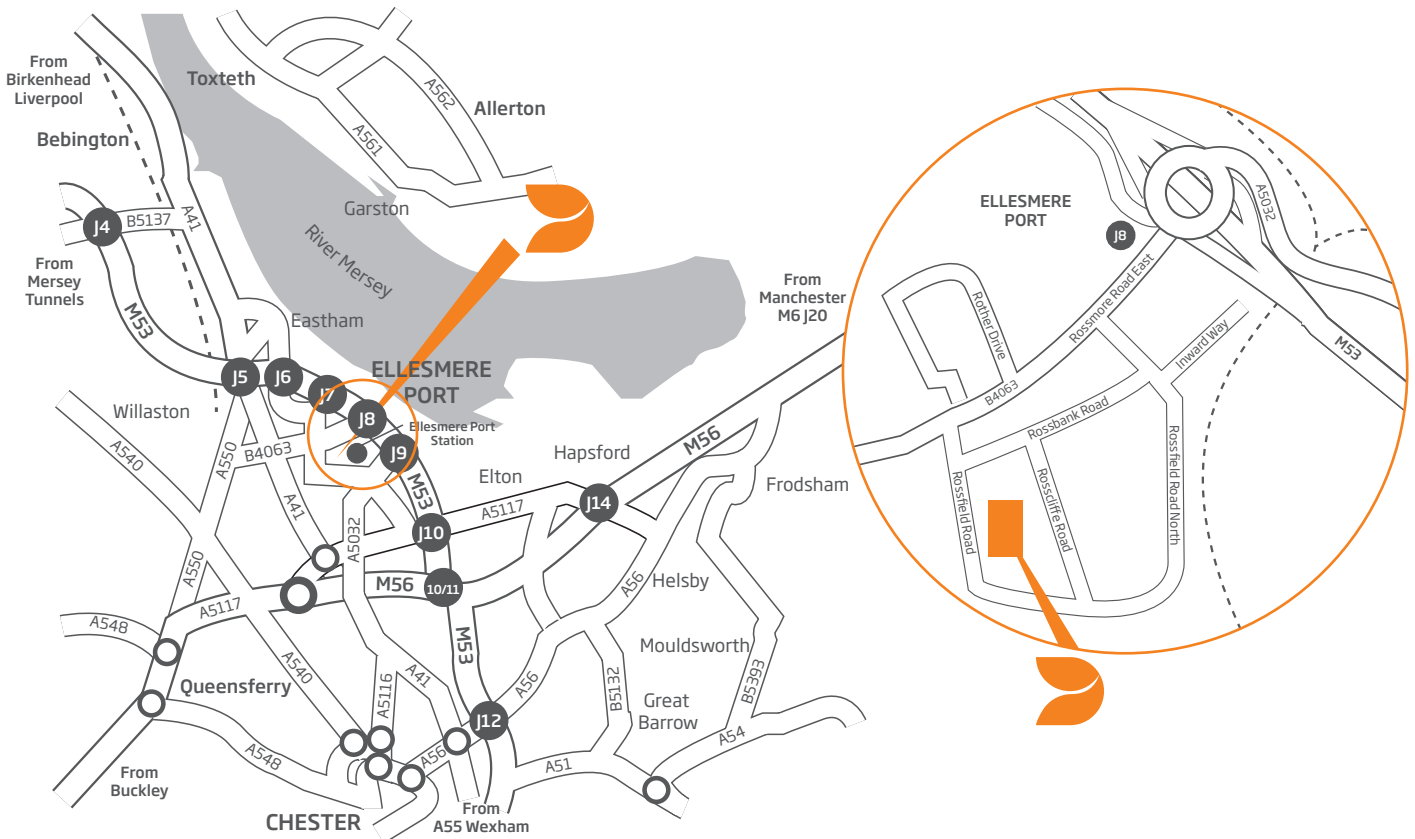 From
Birkenhead
Liverpool
Toxteth
A562
Allerton
Bebington
A561
A41
Garston
J4
B5137
River Mersey
From
Mersey
Tunnels
M53
Eastham
From
Manchester
M6 J20
J5
J6
J7
ELLESMERE
PORT
J8
Ellesmere Port
Station
J9
Willaston
A540
A550
B4063
A41
M53
Elton
Hapsford
M56
Frodsham
A5117
J14
J10
A5032
A550
A5117
M56
10/11
A56
Helsby
A548
A540
M53
Mouldsworth
Queensferry
A5116
A41
A56
B5132
Great
Barrow
B5393
J12
A548
A56
A51
A54
From
Buckley
CHESTER
From
A55 Wexham
ELLESMERE
PORT
J8
A5032
Rother Drive
Rossmore Road East
Inward Way
M53
B4063
Rossbank Road
Rossfield Road
Rosscliffe Road
Rossfield Road North